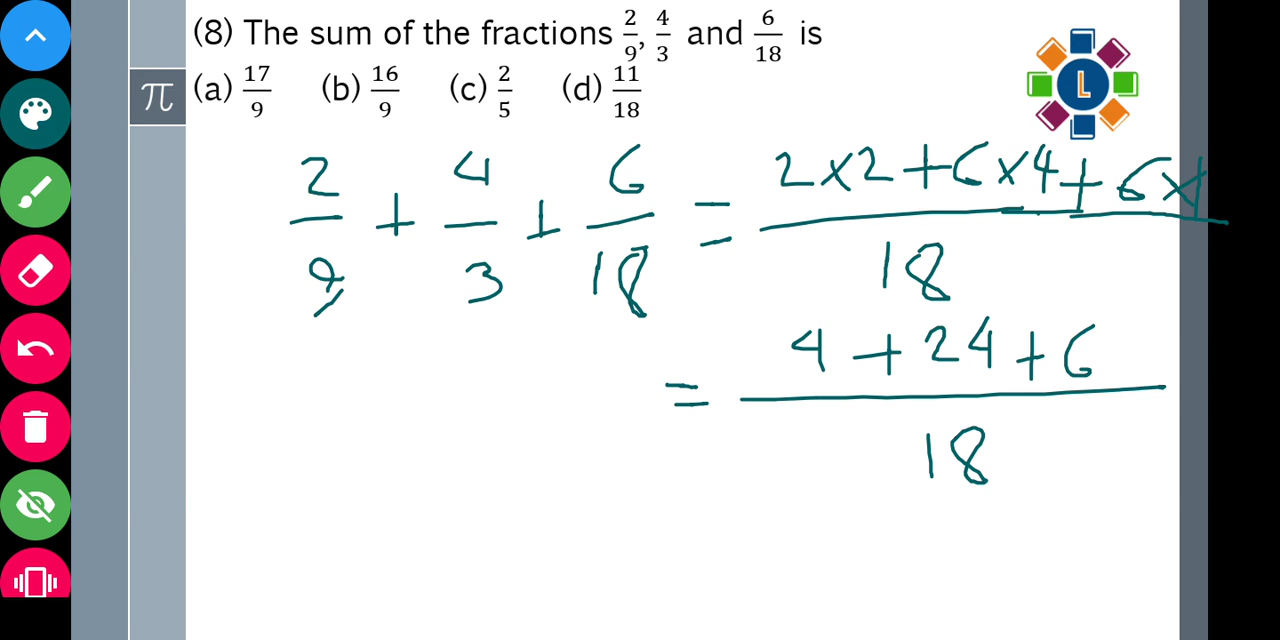 (8) The sum of the fractions 2/9, 4/3 and 6/18 is
π (a) 17/9 (b) 16/9 (c) 2/5 (d) 11/18
L
2/9 + 4/3 + 6/18 = 2×2+6×4+6×1/18
= 4+24+6/18